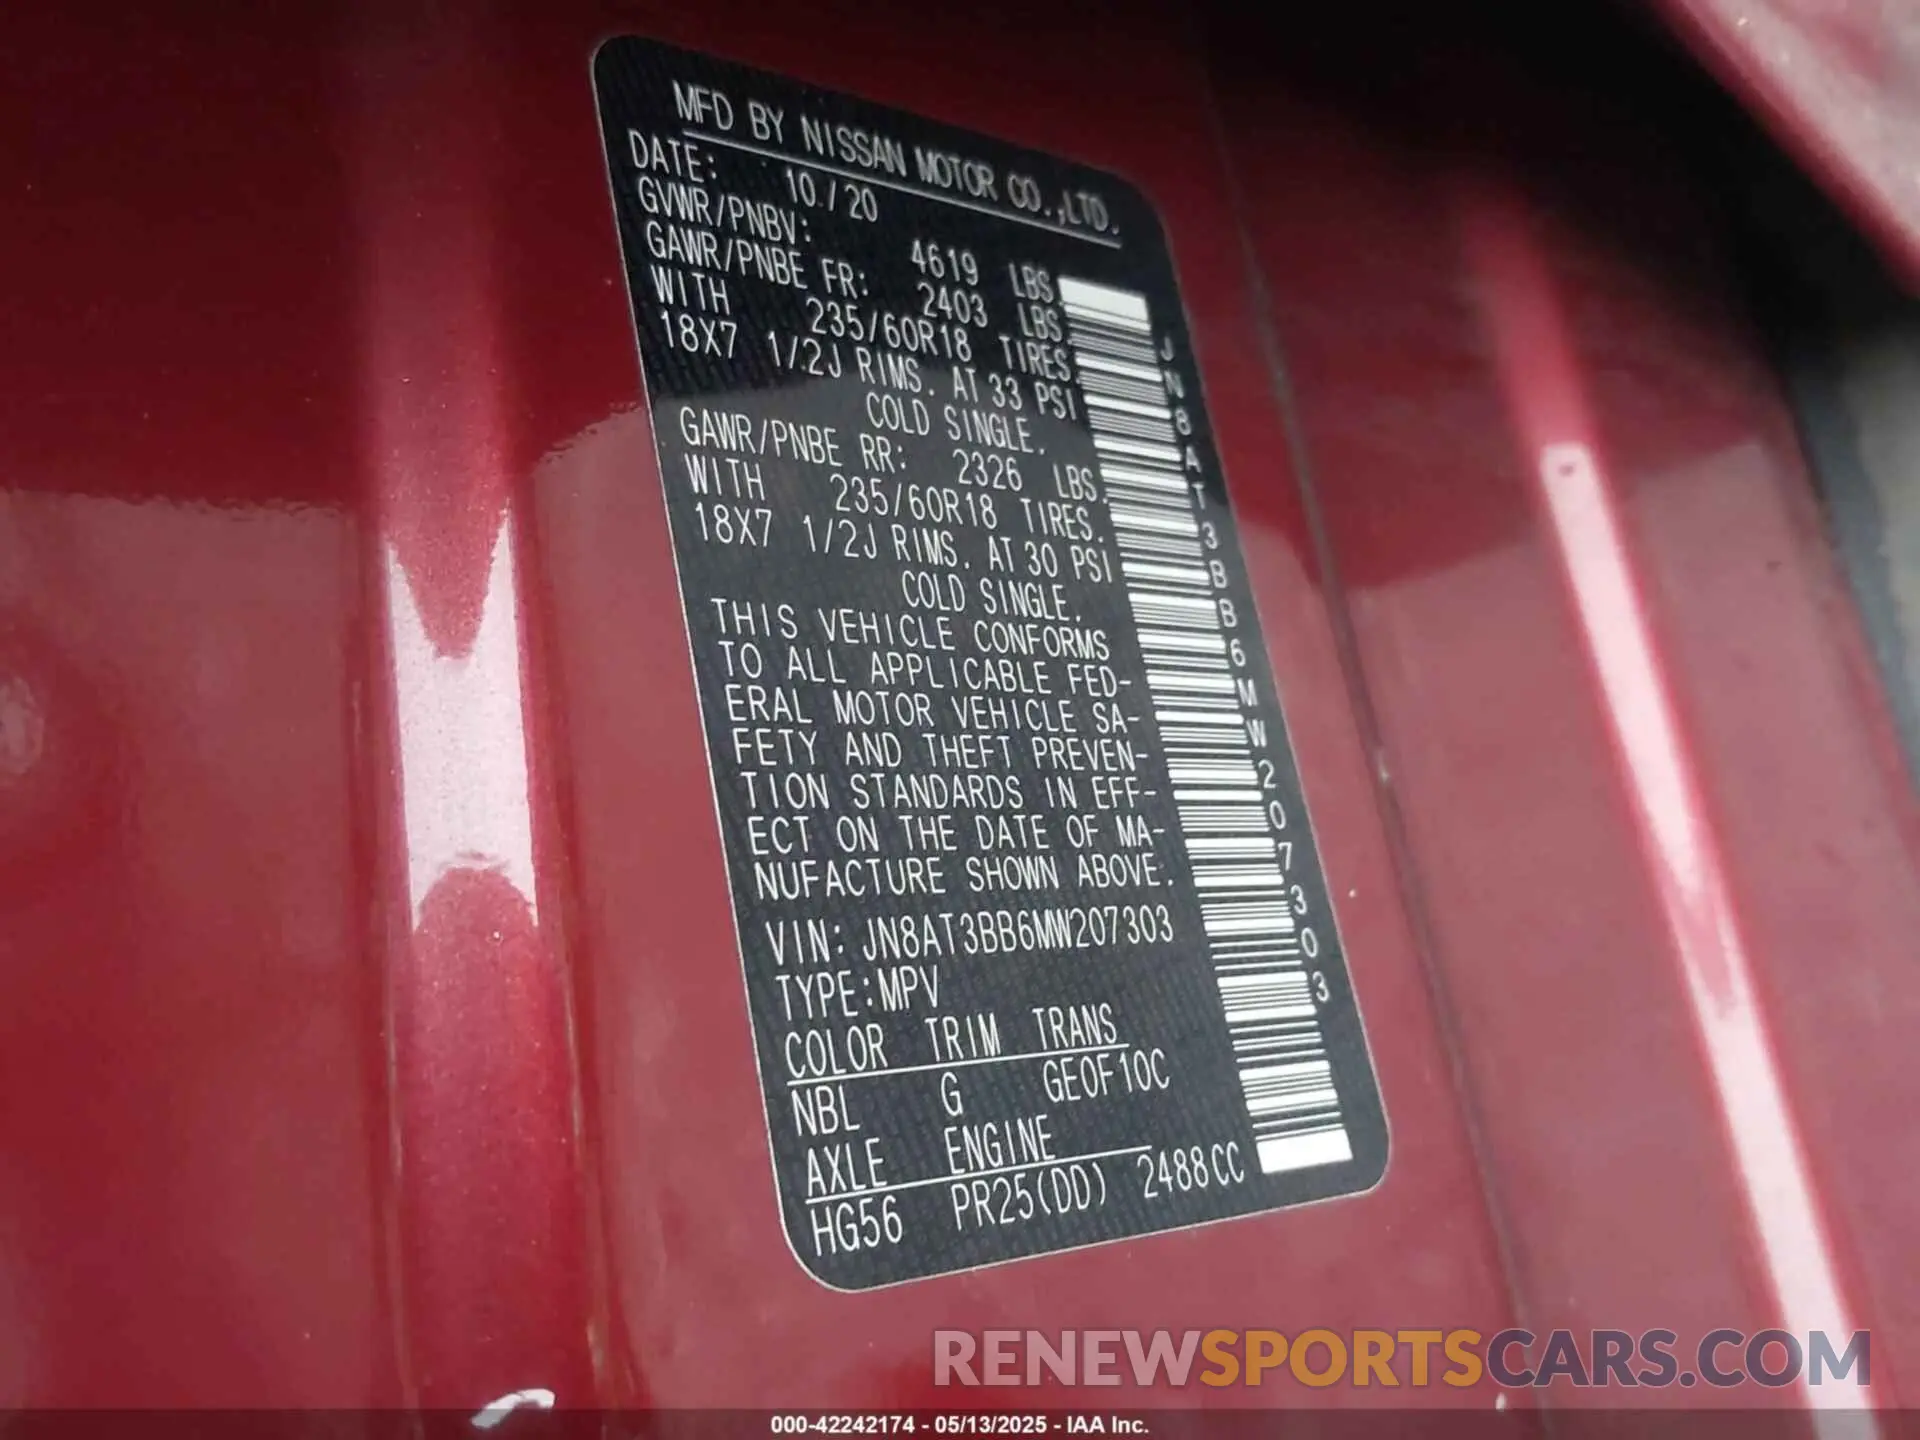 MFD BY NISSAN MOTOR CO.,LTD.
DATE: 10/20
GVWR/PNBV: 4619 LBS.
GAWR/PNBE FR: 2403 LBS.
WITH 235/60R18 TIRES.
18X7 1/2J RIMS. AT 33 PSI
COLD SINGLE.
GAWR/PNBE RR: 2326 LBS.
WITH 235/60R18 TIRES.
18X7 1/2J RIMS. AT 30 PSI
COLD SINGLE.
THIS VEHICLE CONFORMS
TO ALL APPLICABLE FED-
ERAL MOTOR VEHICLE SA-
FETY AND THEFT PREVEN-
TION STANDARDS IN EFF-
ECT ON THE DATE OF MA-
NUFACTURE SHOWN ABOVE.
VIN: JN8AT3BB6MW207303
TYPE:MPV
COLOR TRIM TRANS
NBL G GE0F10C
AXLE ENGINE
HG56 PR25(DD) 2488CC
JN8AT3BB6MW207303
RENEWSPORTSCARS.COM
000-42242174 - 05/13/2025 - IAA Inc.